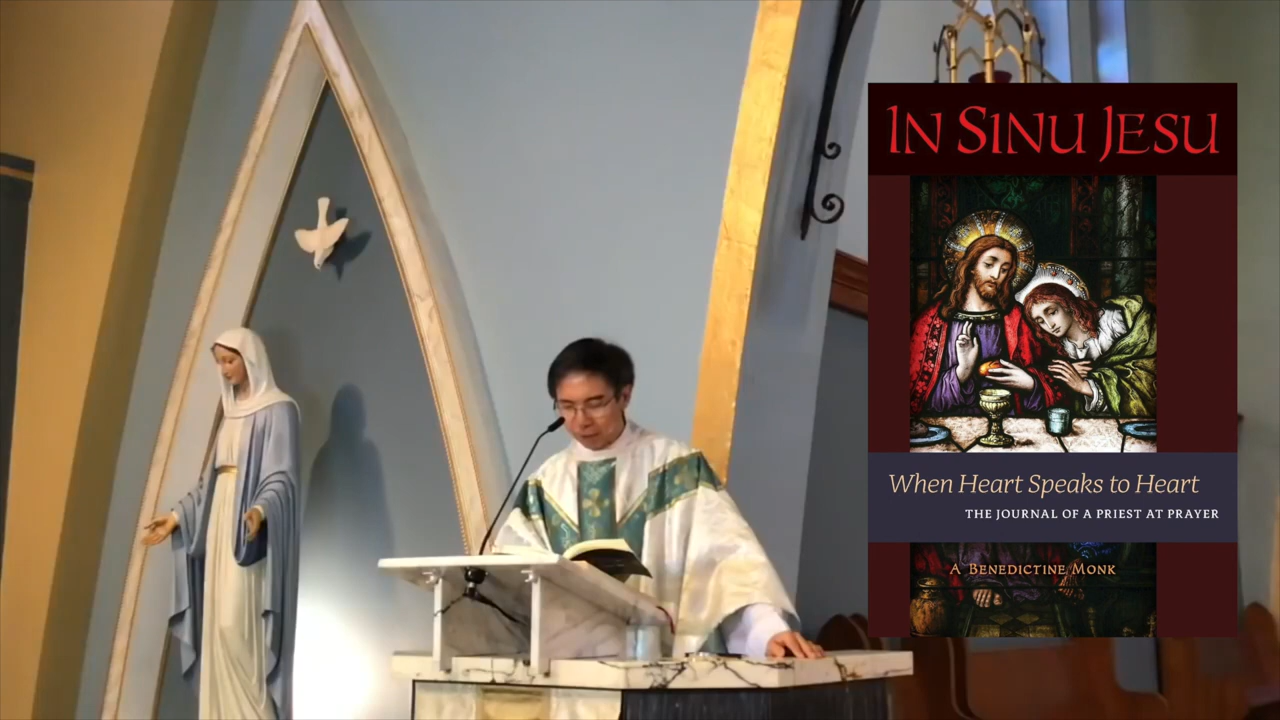 IN SINU JESU
When Heart Speaks to Heart
THE JOURNAL OF A PRIEST AT PRAYER
A BENEDICTINE MONK